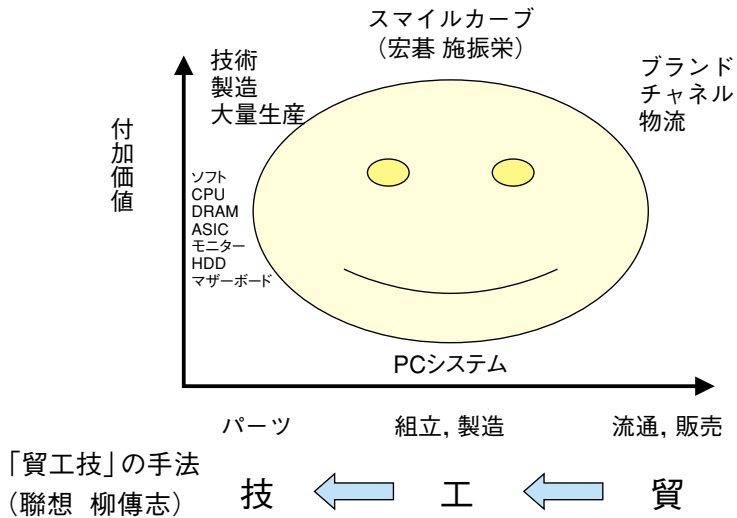 スマイルカーブ
（宏碁 施振栄）
技術
製造
大量生産
ブランド
チャネル
物流
付加価値
ソフト
CPU
DRAM
ASIC
モニター
HDD
マザーボード
PCシステム
パーツ
組立, 製造
流通, 販売
「貿工技」の手法
（聯想 柳傳志）
技
工
貿